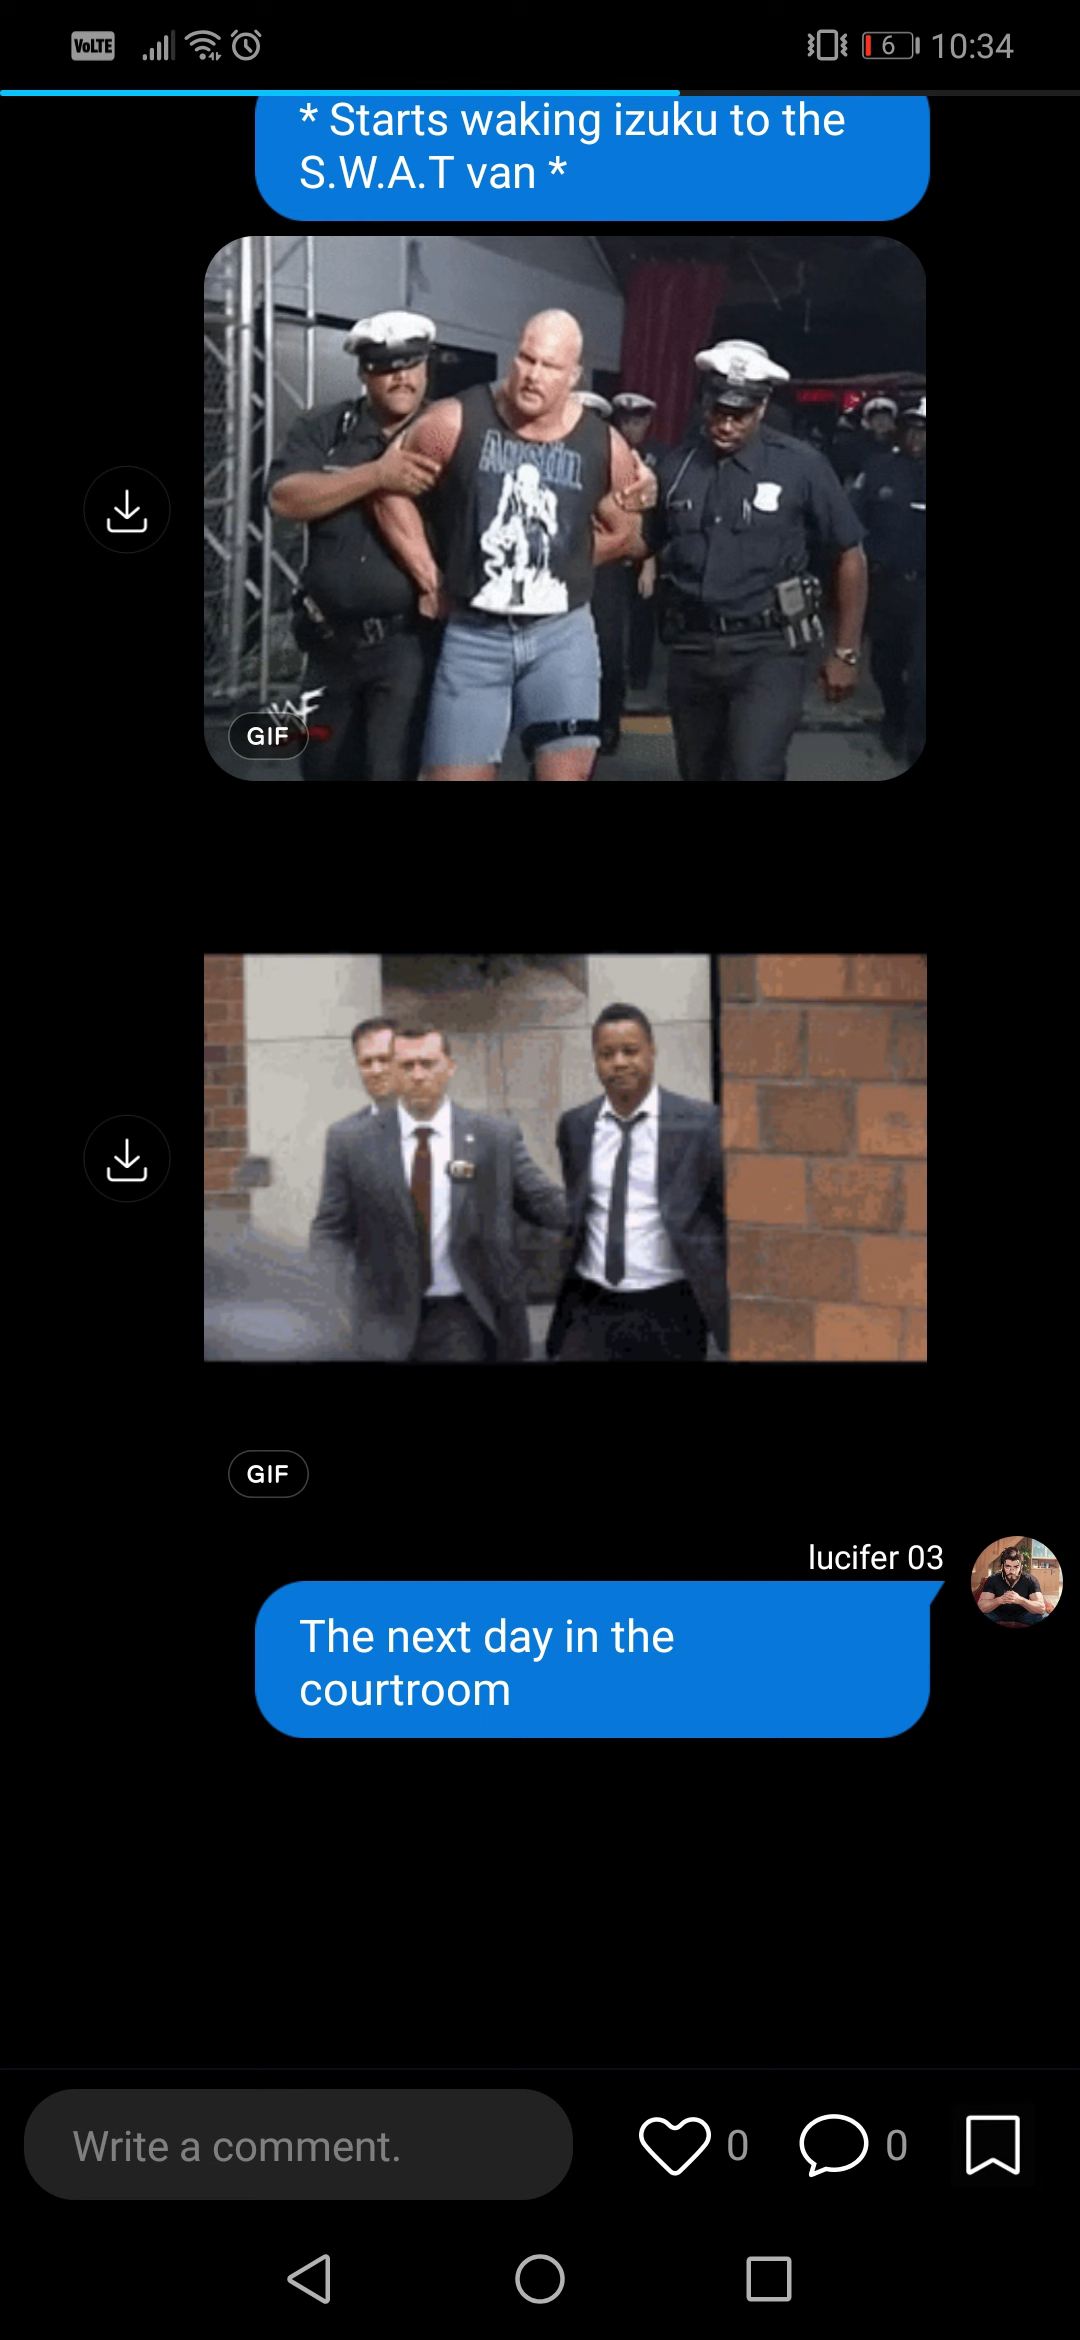 VoLTE
6
10:34
* Starts waking izuku to the
S.W.A.T van *
Austin
WF
GIF
GIF
lucifer 03
The next day in the
courtroom
Write a comment.
0
0